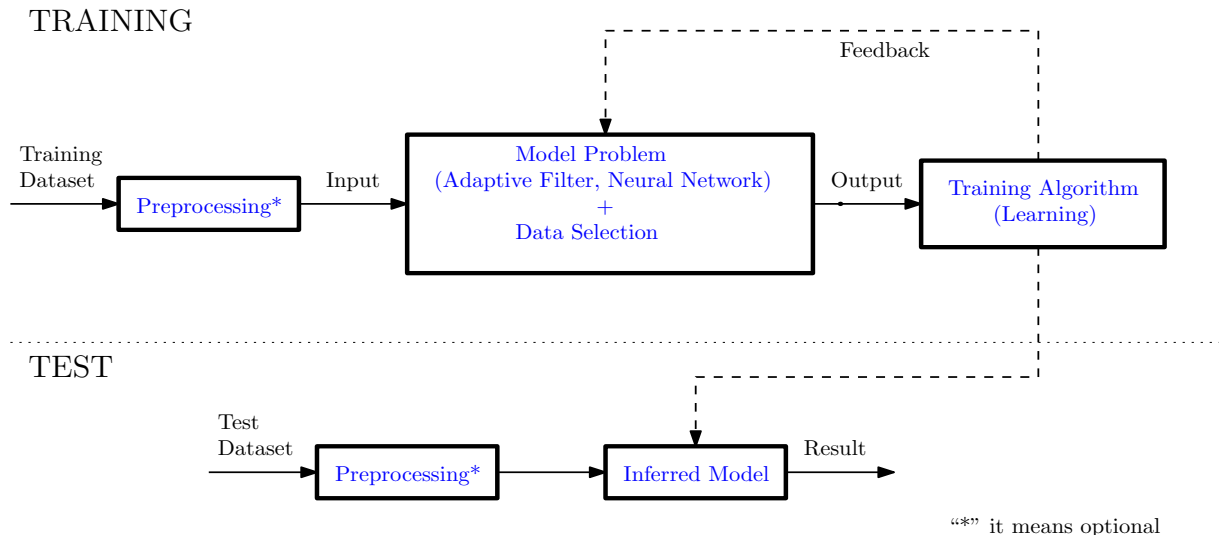 TRAINING
Feedback
Training
Dataset
Preprocessing*
Input
Model Problem
(Adaptive Filter, Neural Network)
+
Data Selection
Output
Training Algorithm
(Learning)
TEST
Test
Dataset
Preprocessing*
Inferred Model
Result
“*” it means optional